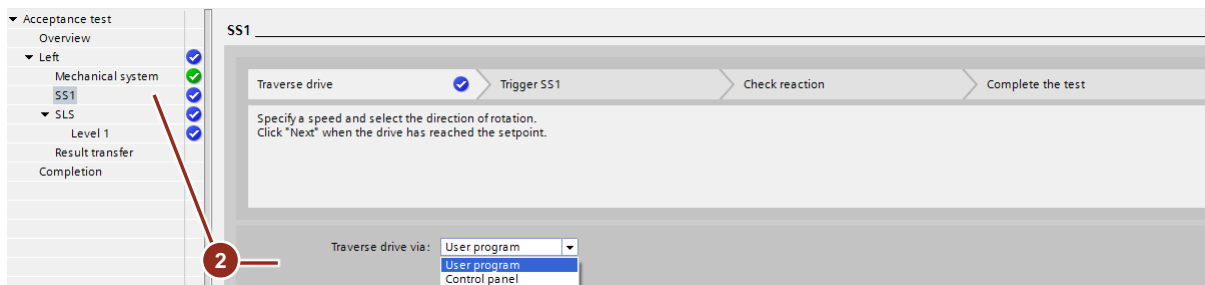 Acceptance test
Overview
Left
Mechanical system
SS1
SLS
Level 1
Result transfer
Completion
SS1
Traverse drive
Trigger SS1
Check reaction
Complete the test
Specify a speed and select the direction of rotation.
Click "Next" when the drive has reached the setpoint.
Traverse drive via: User program
User program
Control panel
2